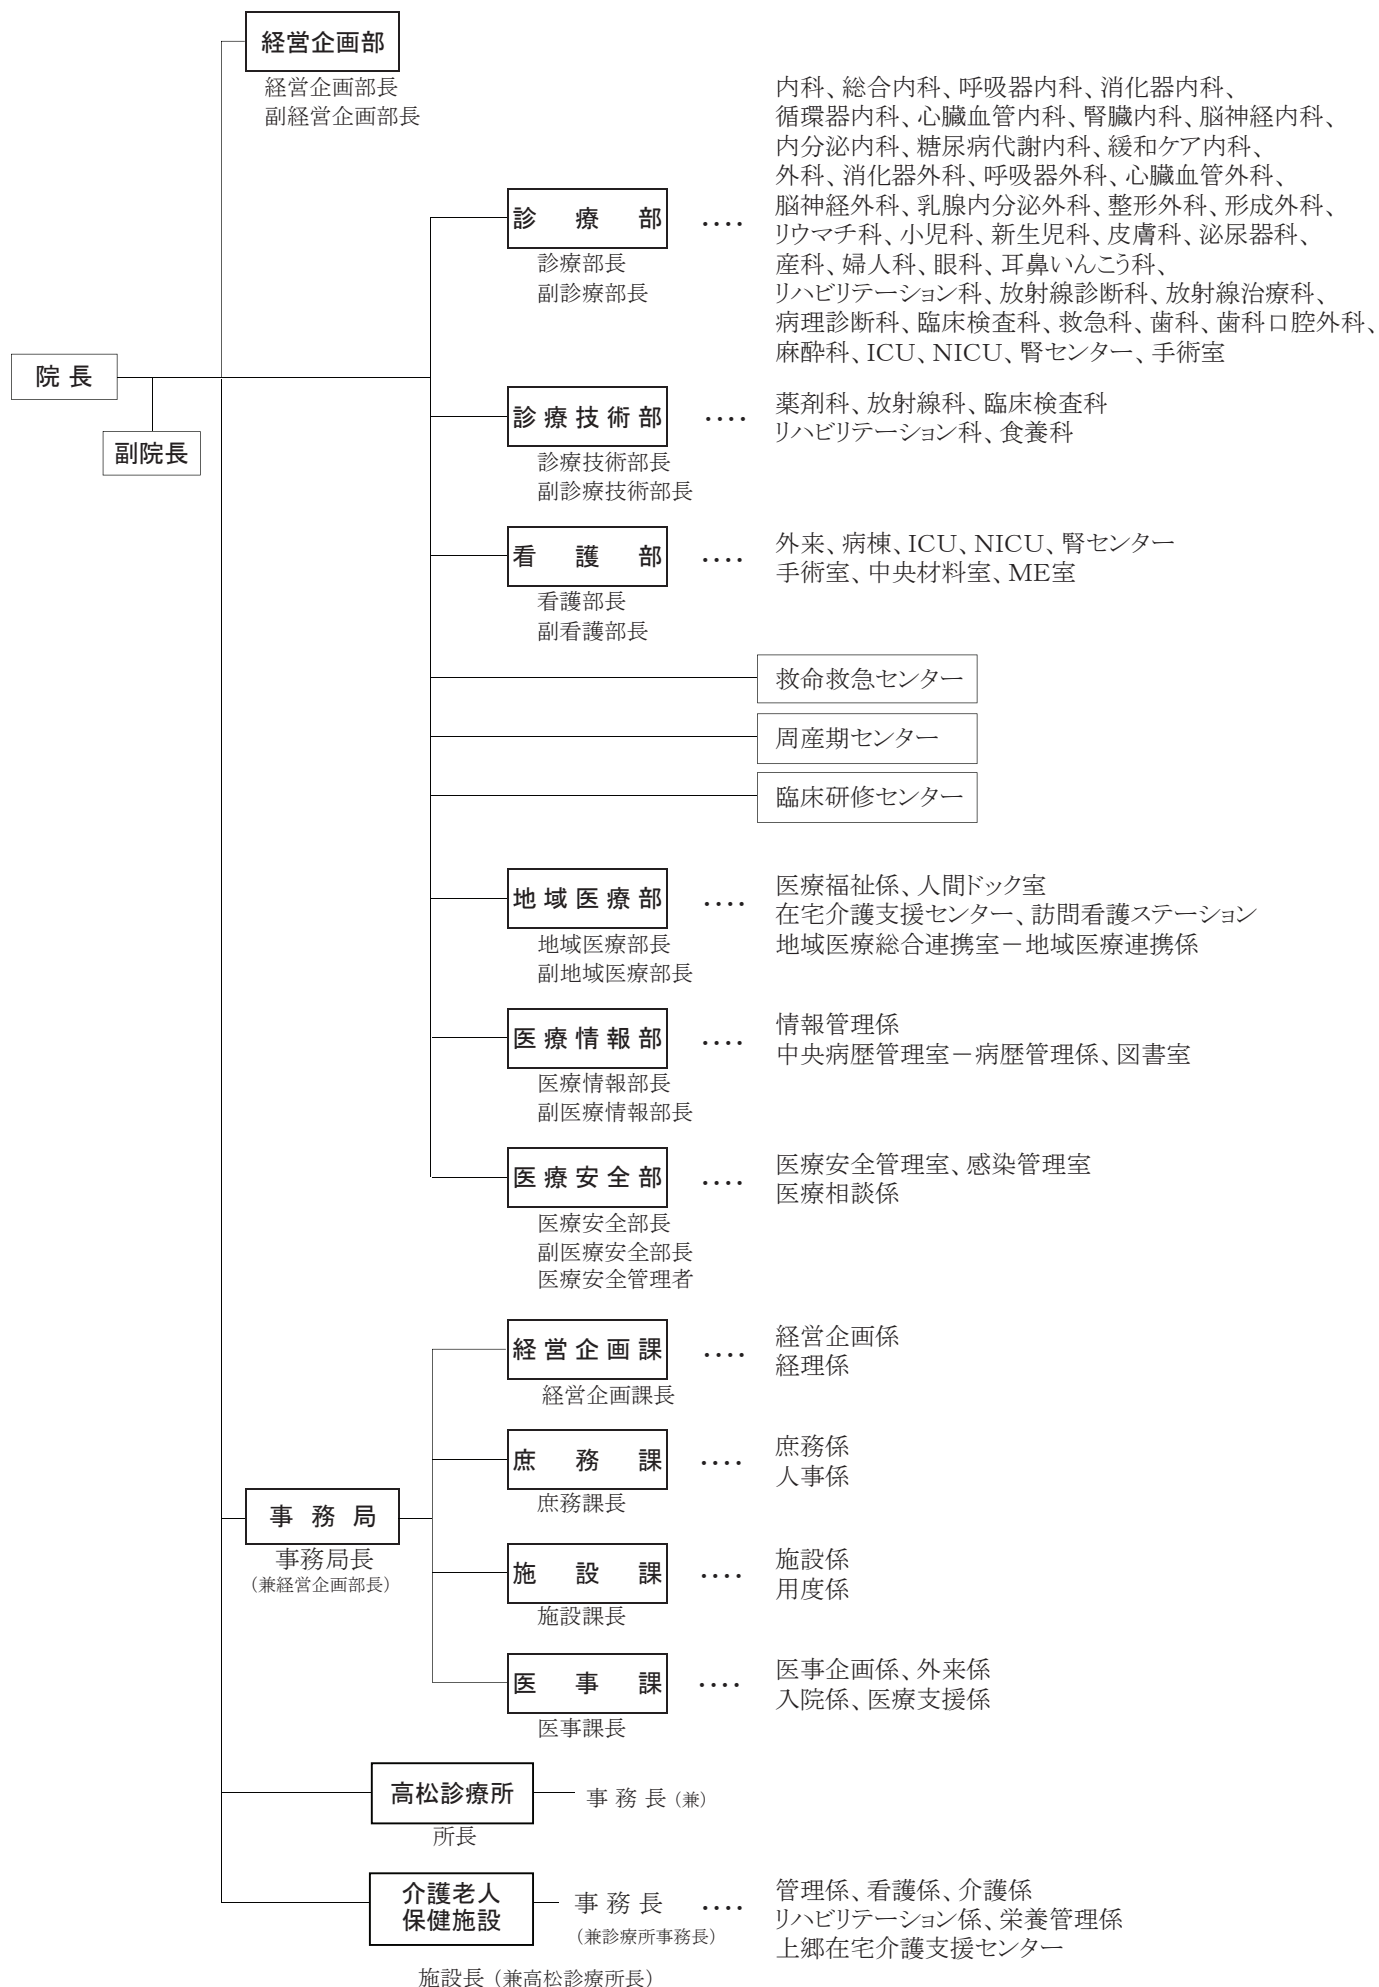 経営企画部
経営企画部長
副経営企画部長
内科、総合内科、呼吸器内科、消化器内科、
循環器内科、心臓血管内科、腎臓内科、脳神経内科、
内分泌内科、糖尿病代謝内科、緩和ケア内科、
外科、消化器外科、呼吸器外科、心臓血管外科、
脳神経外科、乳腺内分泌外科、整形外科、形成外科、
リウマチ科、小児科、新生児科、皮膚科、泌尿器科、
産科、婦人科、眼科、耳鼻いんこう科、
リハビリテーション科、放射線診断科、放射線治療科、
病理診断科、臨床検査科、救急科、歯科、歯科口腔外科、
麻酔科、ICU、NICU、腎センター、手術室
診療部 ‥‥
診療部長
副診療部長
院長
副院長
診療技術部 ‥‥
診療技術部長
副診療技術部長
薬剤科、放射線科、臨床検査科
リハビリテーション科、食養科
看護部 ‥‥
看護部長
副看護部長
外来、病棟、ICU、NICU、腎センター
手術室、中央材料室、ME室
救命救急センター
周産期センター
臨床研修センター
地域医療部 ‥‥
地域医療部長
副地域医療部長
医療福祉係、人間ドック室
在宅介護支援センター、訪問看護ステーション
地域医療総合連携室－地域医療連携係
医療情報部 ‥‥
医療情報部長
副医療情報部長
情報管理係
中央病歴管理室－病歴管理係、図書室
医療安全部 ‥‥
医療安全部長
副医療安全部長
医療安全管理者
医療安全管理室、感染管理室
医療相談係
事務局
事務局長
（兼経営企画部長）
経営企画課 ‥‥
経営企画課長
経営企画係
経理係
庶務課 ‥‥
庶務課長
庶務係
人事係
施設課 ‥‥
施設課長
施設係
用度係
医事課 ‥‥
医事課長
医事企画係、外来係
入院係、医療支援係
高松診療所
所長
事務長（兼）
介護老人
保健施設
施設長（兼高松診療所長）
事務長 ‥‥
（兼診療所事務長）
管理係、看護係、介護係
リハビリテーション係、栄養管理係
上郷在宅介護支援センター